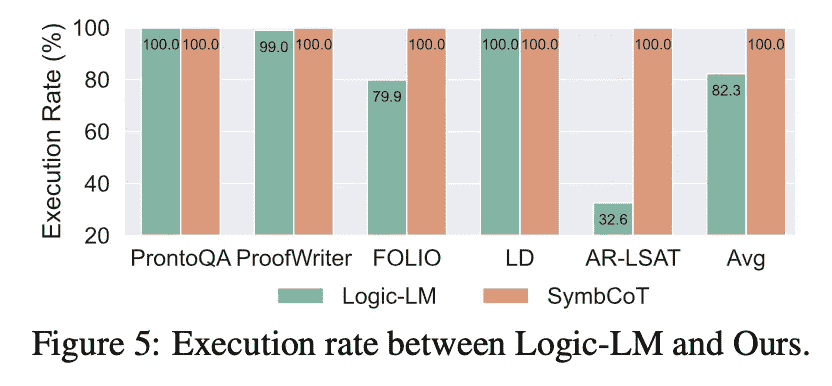 Execution Rate (%)
100
80
60
40
20
100.0 100.0
99.0 100.0
79.9 100.0
100.0 100.0
32.6 100.0
82.3 100.0
ProntoQA ProofWriter FOLIO LD AR-LSAT Avg
Logic-LM SymbCoT
Figure 5: Execution rate between Logic-LM and Ours.